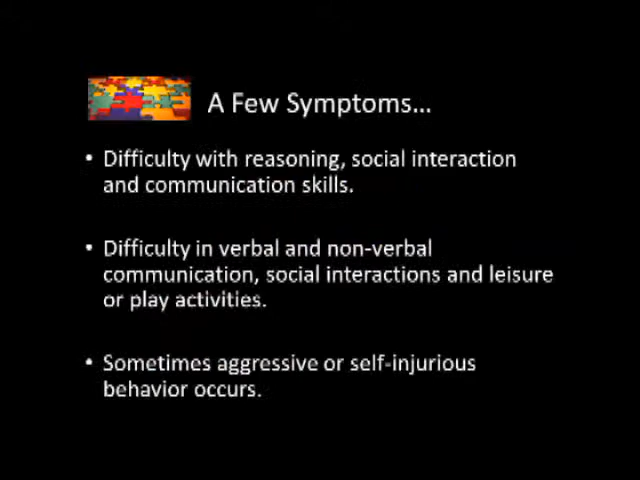 A Few Symptoms...
• Difficulty with reasoning, social interaction
and communication skills.
• Difficulty in verbal and non-verbal
communication, social interactions and leisure
or play activities.
• Sometimes aggressive or self-injurious
behavior occurs.